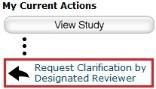 My Current Actions
View Study
Request Clarification by
Designated Reviewer